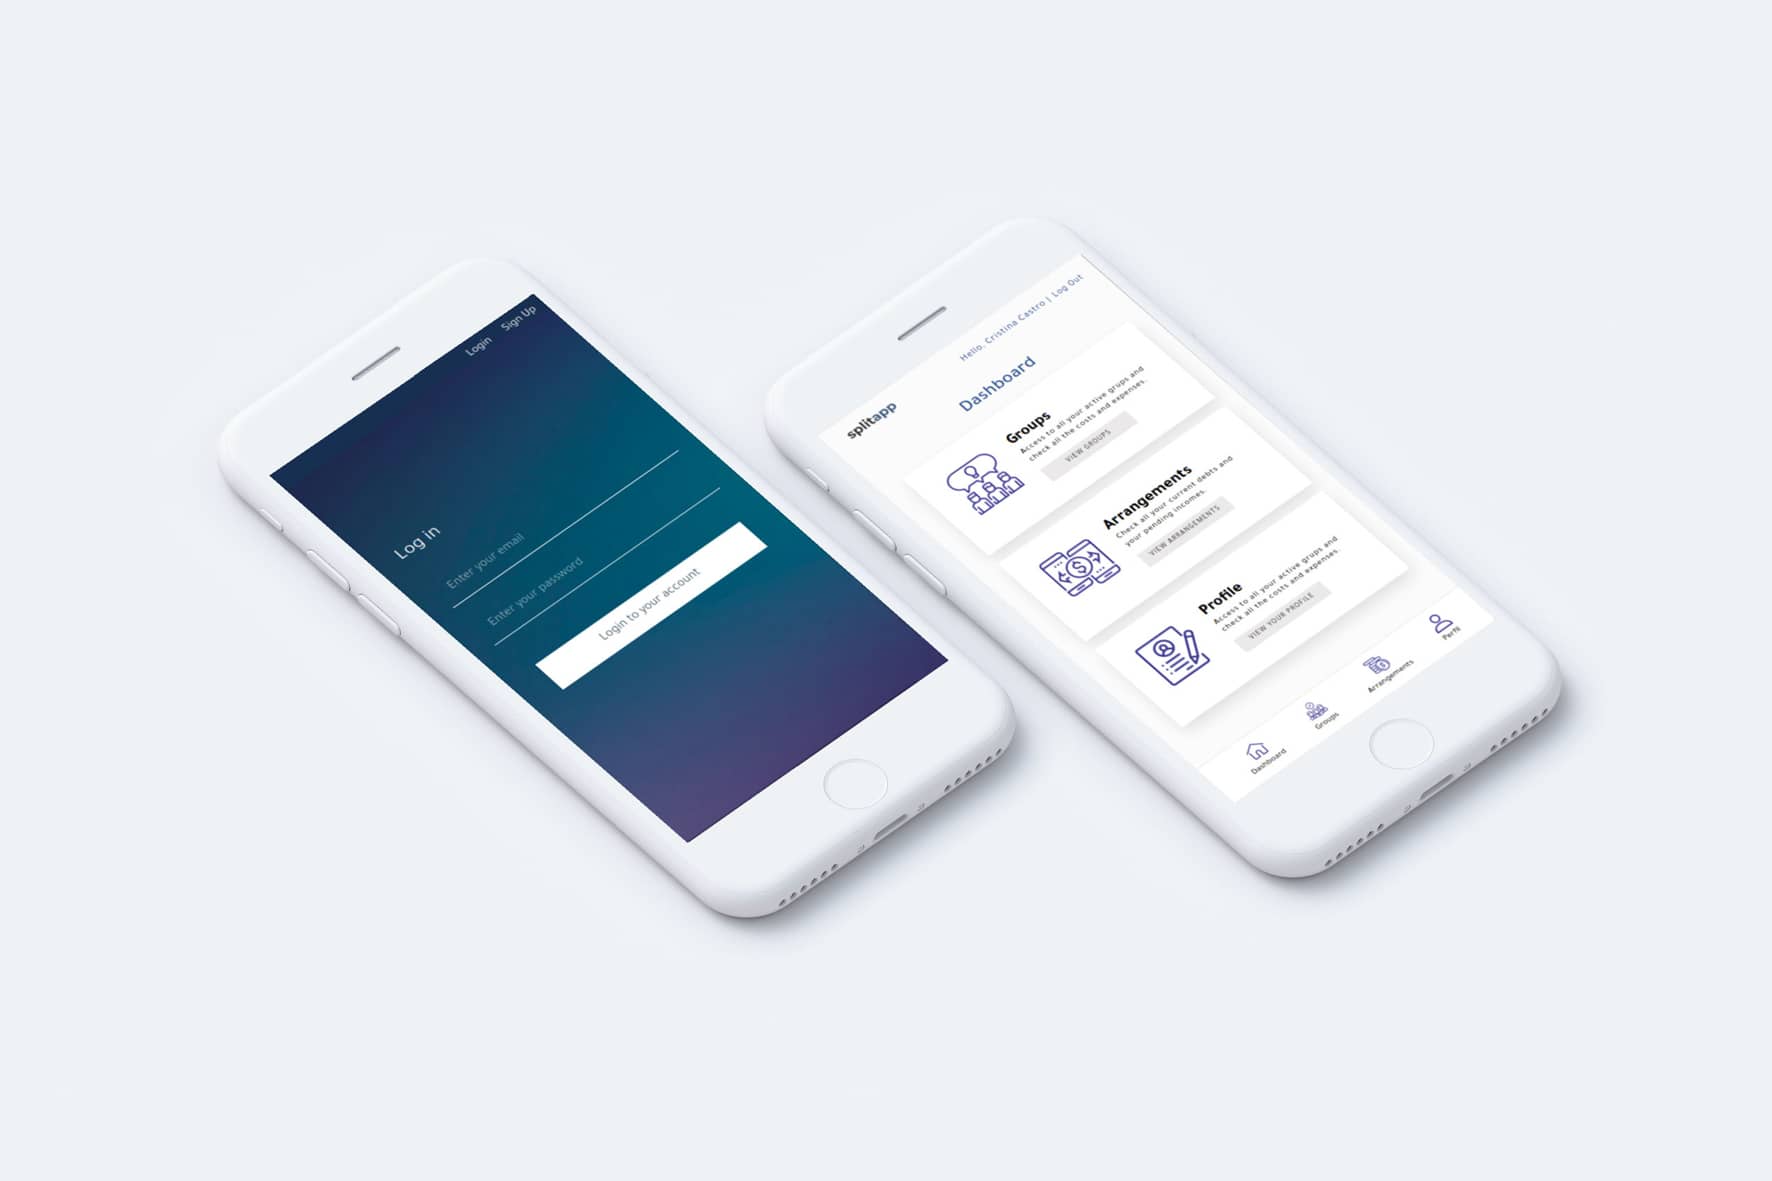 Login
Sign Up
Log in
Enter your email
Enter your password
Login to your account
Hello, Cristina Castro | Log Out
splitapp
Dashboard
Groups
Access to all your active grups and
check all the costs and expenses.
VIEW GROUPS
Arrangements
Check all your current debts and
your pending incomes.
VIEW ARRANGEMENTS
Profile
Access to all your active grups and
check all the costs and expenses.
VIEW YOUR PROFILE
Dashboard
Groups
Arrangements
Perfil